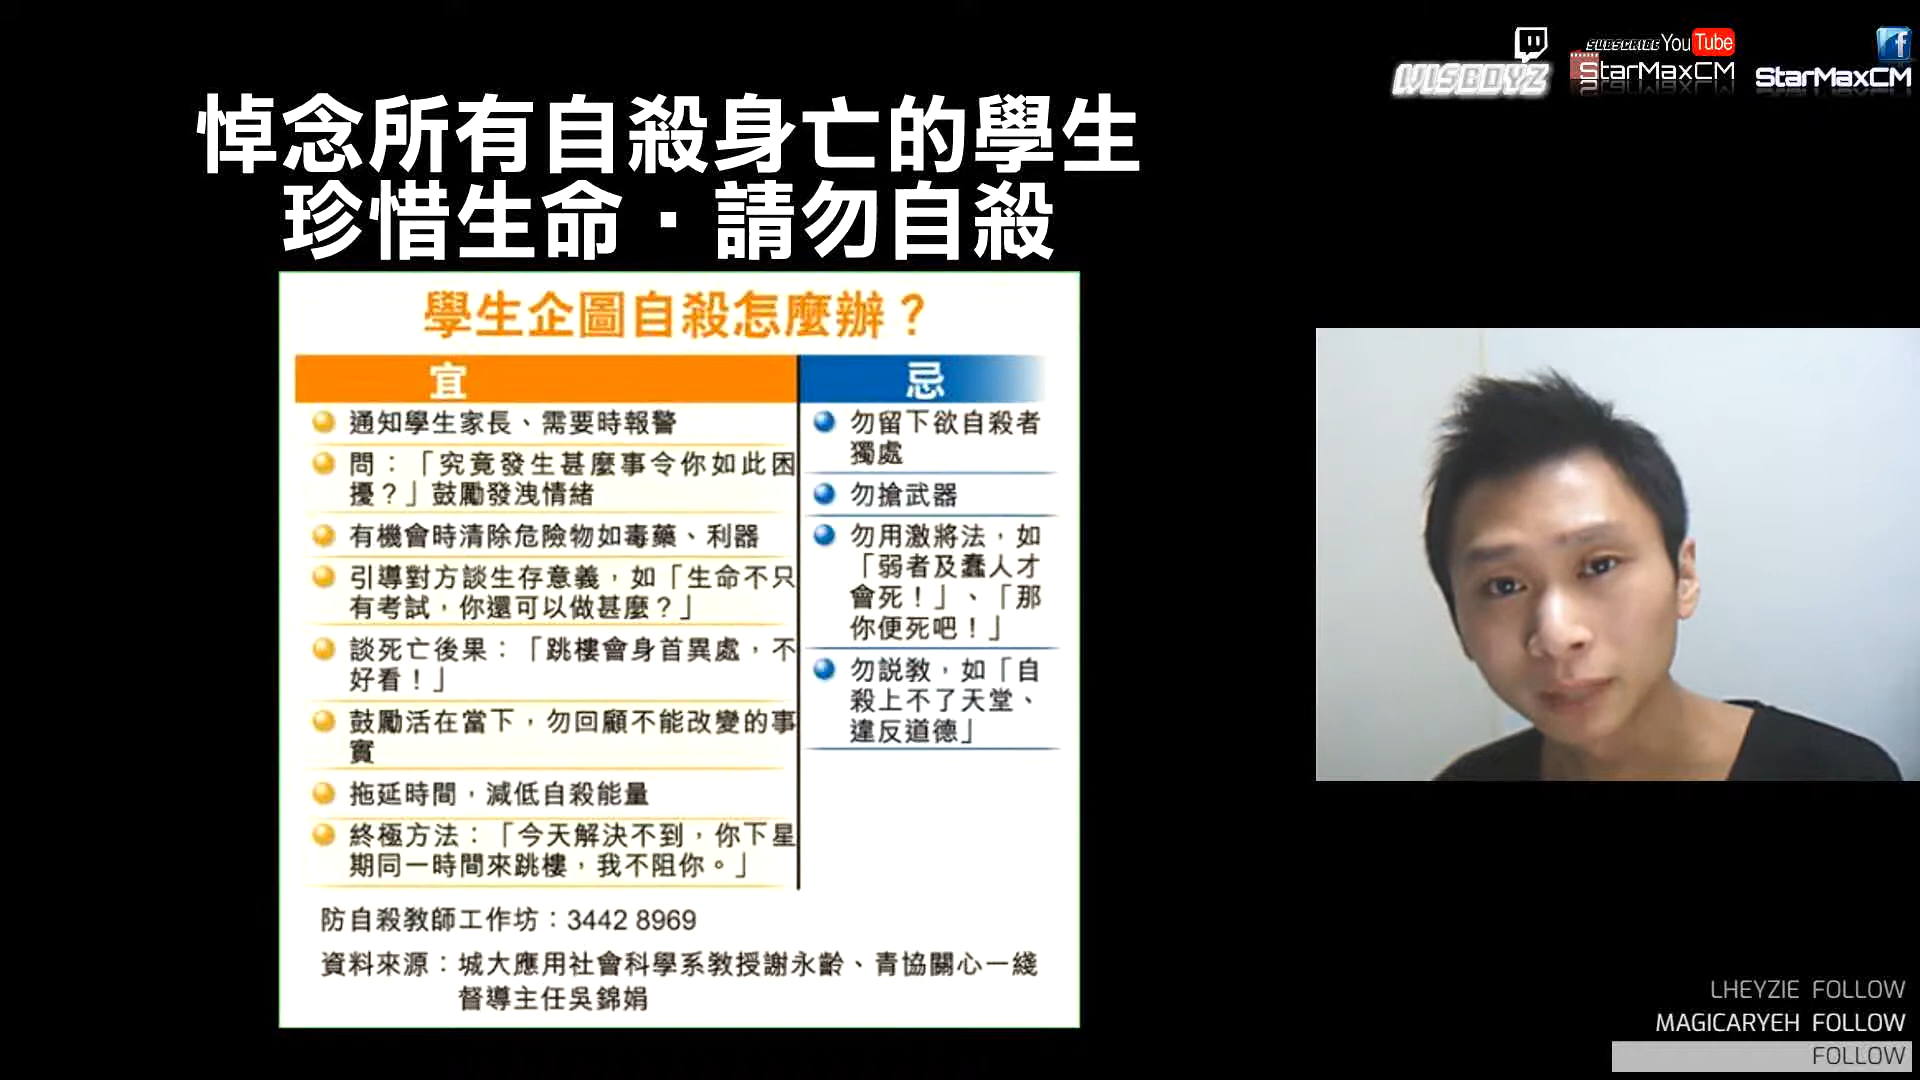 WISBOYZ
SUBSCRIBE YouTube
StarMaxCM
StarMaxCM
悼念所有自殺身亡的學生
珍惜生命·請勿自殺
學生企圖自殺怎麼辦？
宜
通知學生家長、需要時報警
問：「究竟發生甚麼事令你如此困
擾？」鼓勵發洩情緒
有機會時清除危險物如毒藥、利器
引導對方談生存意義，如「生命不只
有考試，你還可以做甚麼？」
談死亡後果：「跳樓會身首異處，不
好看！」
鼓勵活在當下，勿回顧不能改變的事
實
拖延時間，減低自殺能量
終極方法：「今天解決不到，你下星
期同一時間來跳樓，我不阻你。」
忌
勿留下欲自殺者
獨處
勿搶武器
勿用激將法，如
「弱者及蠢人才
會死！」、「那
你便死吧！」
勿説教，如「自
殺上不了天堂、
違反道德」
防自殺教師工作坊：3442 8969
資料來源：城大應用社會科學系教授謝永齡、青協關心一綫
督導主任吳錦娟
LHEYZIE FOLLOW
MAGICARYEH FOLLOW
FOLLOW